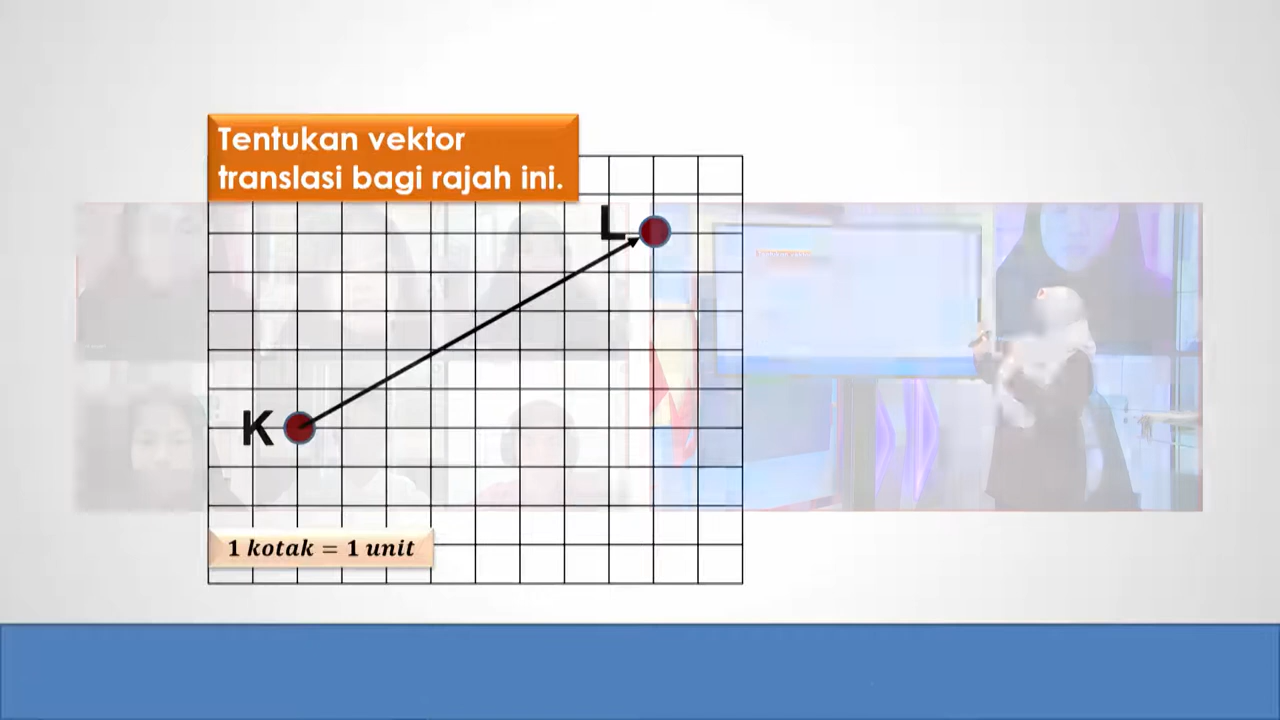 Tentukan vektor
translasi bagi rajah ini.
L
K
1 kotak = 1 unit